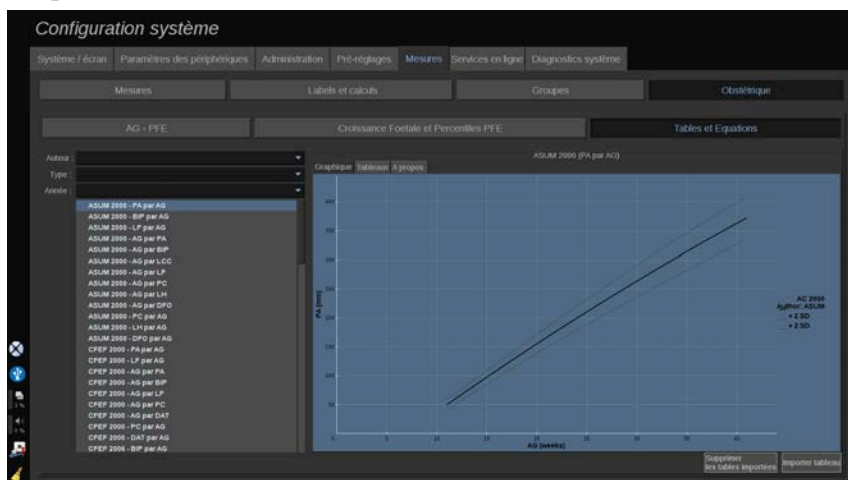 Configuration système
Système / écran Paramètres des périphériques Administration Pré-réglages Mesures Services en ligne Diagnostics système
Mesures Labels et calculs Groupes Obstétrique
AG - PFE Croissance Foetale et Percentiles PFE Tables et Equations
Auteur :
Type :
Année :
ASUM 2000 (PA par AG)
Graphique Tableaux A propos
ASUM 2000 - PA par AG
ASUM 2000 - BIP par AG
ASUM 2000 - LF par AG
ASUM 2000 - AG par PA
ASUM 2000 - AG par BIP
ASUM 2000 - AG par LCC
ASUM 2000 - AG par LF
ASUM 2000 - AG par PC
ASUM 2000 - AG par LH
ASUM 2000 - AG par DFO
ASUM 2000 - PC par AG
ASUM 2000 - LH par AG
ASUM 2000 - DFO par AG
CFEF 2000 - PA par AG
CFEF 2000 - LF par AG
CFEF 2000 - AG par PA
CFEF 2000 - AG par BIP
CFEF 2000 - AG par LF
CFEF 2000 - AG par PC
CFEF 2000 - AG par DAT
CFEF 2000 - PC par AG
CFEF 2000 - DAT par AG
CFEF 2006 - BIP par AG
PA (mm)
AC 2000
Author: ASUM
+ 2 SD
+ 2 SD
AG (weeks)
Supprimer
les tables importées
Importer tableau